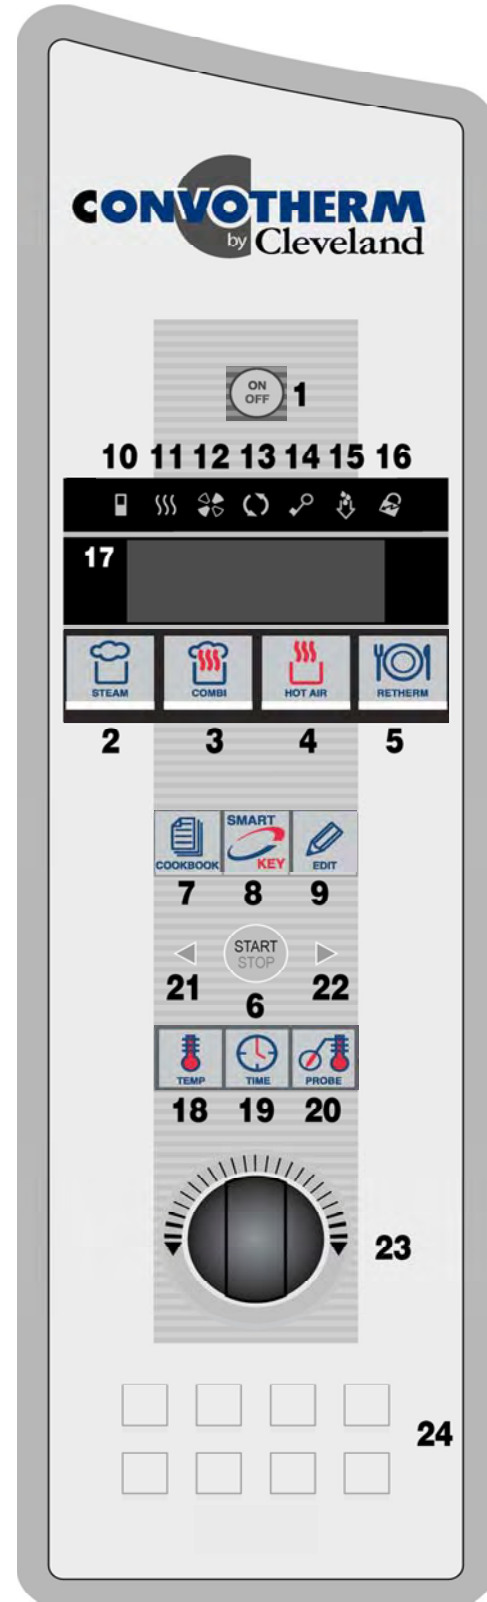 CONVOTHERM
by Cleveland
ON
OFF
1
10 11 12 13 14 15 16
17
STEAM COMBI HOT AIR RETHERM
2 3 4 5
SMART
KEY
COOKBOOK EDIT
7 8 9
START
STOP
21 22
6
TEMP TIME PROBE
18 19 20
23
24